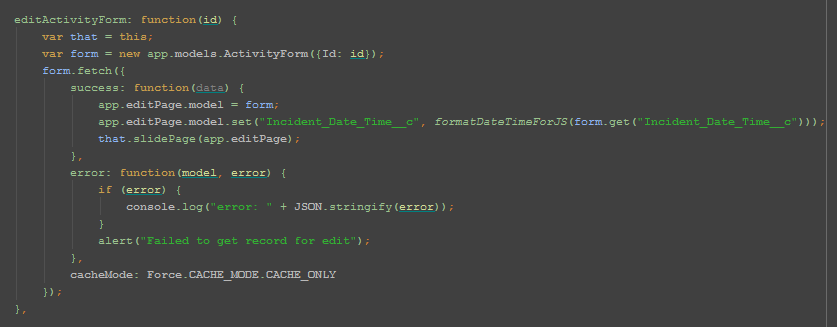 editActivityForm: function(id) {
    var that = this;
    var form = new app.models.ActivityForm({Id: id});
    form.fetch({
        success: function(data) {
            app.editPage.model = form;
            app.editPage.model.set("Incident_Date_Time__c", formatDateTimeForJS(form.get("Incident_Date_Time__c")));
            that.slidePage(app.editPage);
        },
        error: function(model, error) {
            if (error) {
                console.log("error: " + JSON.stringify(error));
            }
            alert("Failed to get record for edit");
        },
        cacheMode: Force.CACHE_MODE.CACHE_ONLY
    });
},